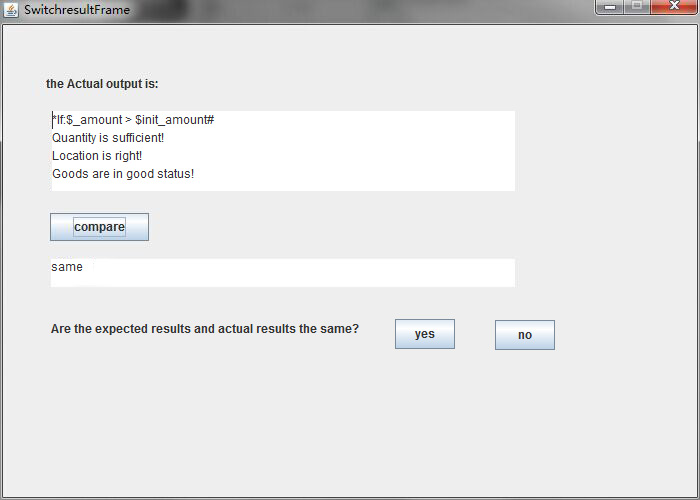 SwitchresultFrame
the Actual output is:
*If:$_amount > $init_amount#
Quantity is sufficient!
Location is right!
Goods are in good status!
compare
same
Are the expected results and actual results the same? yes no